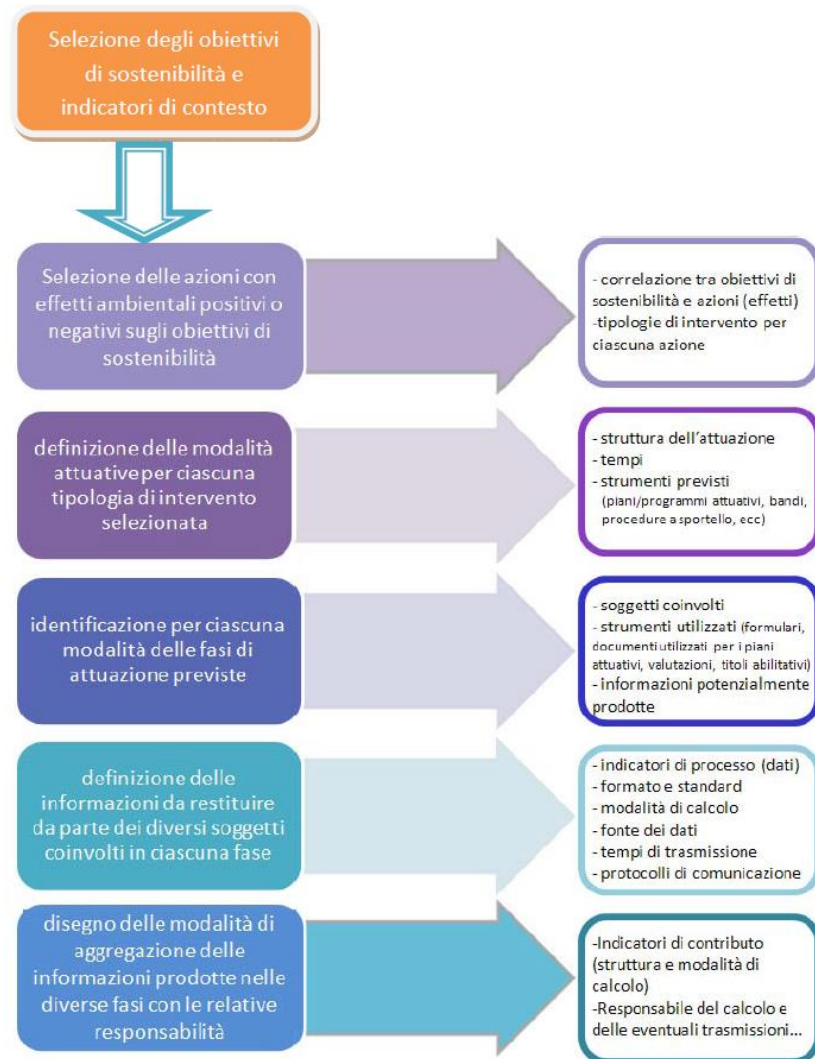 Selezione degli obiettivi
di sostenibilità e
indicatori di contesto
Selezione delle azioni con
effetti ambientali positivi o
negativi sugli obiettivi di
sostenibilità
- correlazione tra obiettivi di
sostenibilità e azioni (effetti)
-tipologie di intervento per
ciascuna azione
definizione delle modalità
attuative per ciascuna
tipologia di intervento
selezionata
- struttura dell´attuazione
- tempi
- strumenti previsti
(piani/programmi attuativi, bandi,
procedure a sportello, ecc)
identificazione per ciascuna
modalità delle fasi di
attuazione previste
- soggetti coinvolti
- strumenti utilizzati (formulari,
documenti utilizzati per i piani
attuativi, valutazioni, titoli abilitativi)
- informazioni potenzialmente
prodotte
definizione delle
informazioni da restituire
da parte dei diversi soggetti
coinvolti in ciascuna fase
- indicatori di processo (dati)
- formato e standard
- modalità di calcolo
- fonte dei dati
- tempi di trasmissione
- protocolli di comunicazione
disegno delle modalità di
aggregazione delle
informazioni prodotte nelle
diverse fasi con le relative
responsabilità
-Indicatori di contributo
(struttura e modalità di
calcolo)
-Responsabile del calcolo e
delle eventuali trasmissioni...